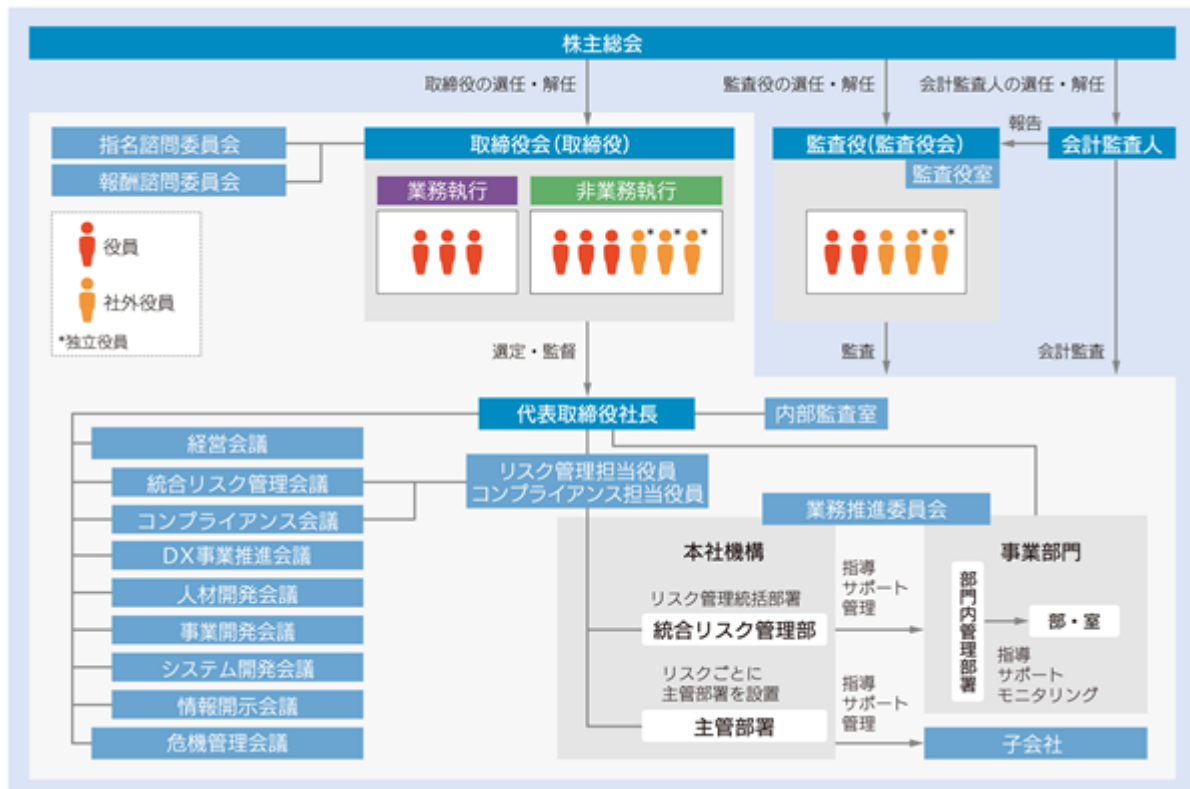 株主総会
取締役の選任・解任
監査役の選任・解任
会計監査人の選任・解任
指名諮問委員会
報酬諮問委員会
取締役会(取締役)
業務執行
非業務執行
* * *
監査役(監査役会)
監査役室
* *
報告
会計監査人
役員
社外役員
*独立役員
選定・監督
監査
会計監査
代表取締役社長
内部監査室
経営会議
統合リスク管理会議
コンプライアンス会議
DX事業推進会議
人材開発会議
事業開発会議
システム開発会議
情報開示会議
危機管理会議
リスク管理担当役員
コンプライアンス担当役員
業務推進委員会
本社機構
リスク管理統括部署
統合リスク管理部
リスクごとに
主管部署を設置
主管部署
指導
サポート
管理
指導
サポート
管理
事業部門
部門内管理部署
部・室
指導
サポート
モニタリング
子会社